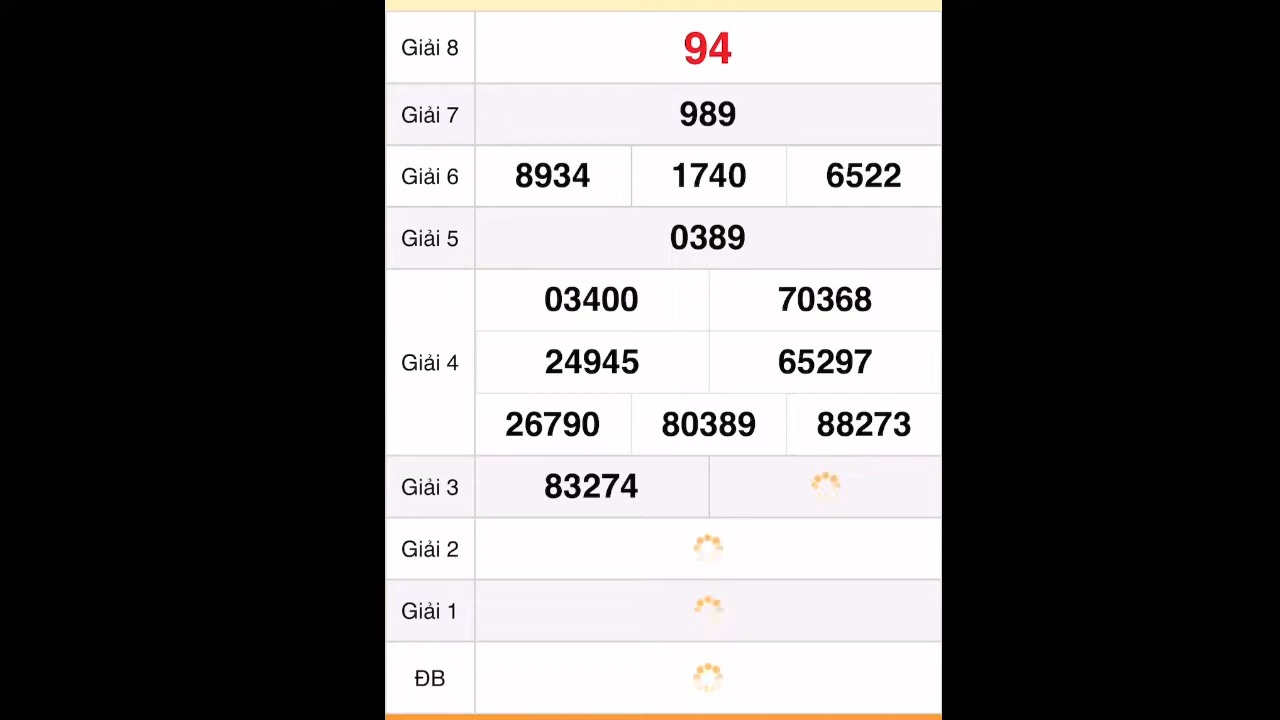 Giải 8 94
Giải 7 989
Giải 6 8934 1740 6522
Giải 5 0389
Giải 4 03400 70368
24945 65297
26790 80389 88273
Giải 3 83274
Giải 2
Giải 1
ĐB